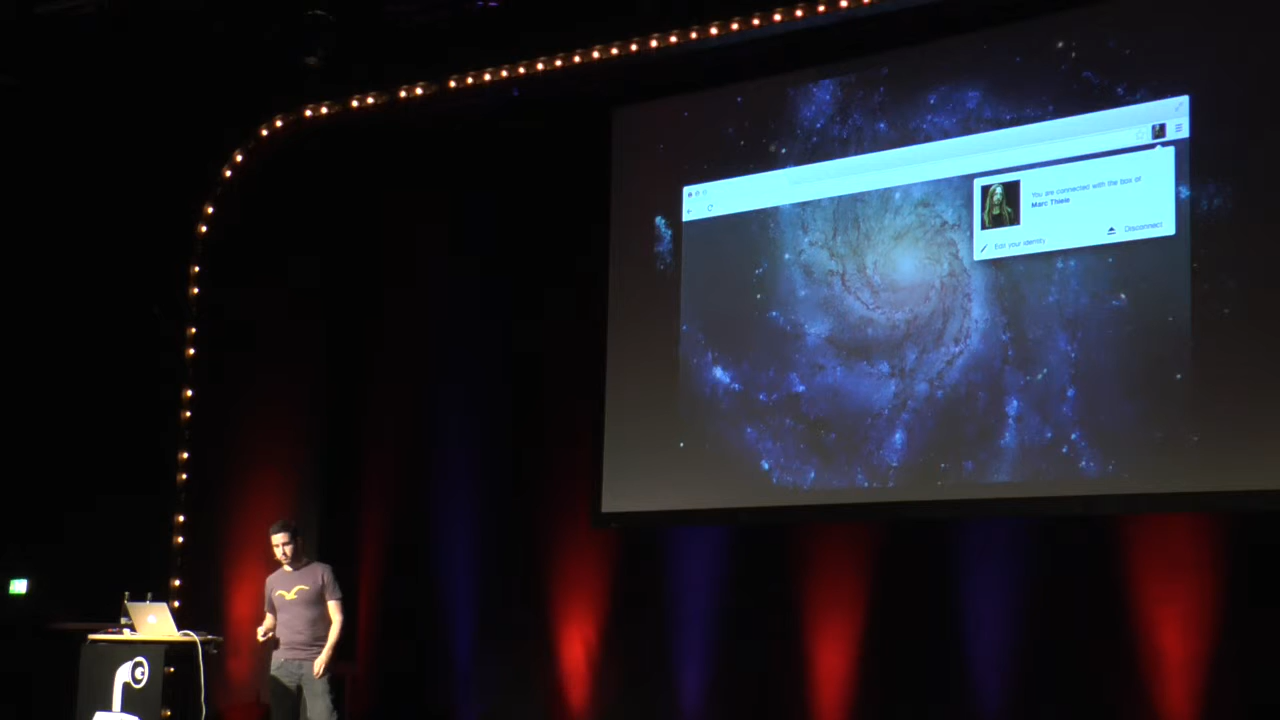 You are connected with the box of
Marc Thiele
Disconnect
Edit your identity